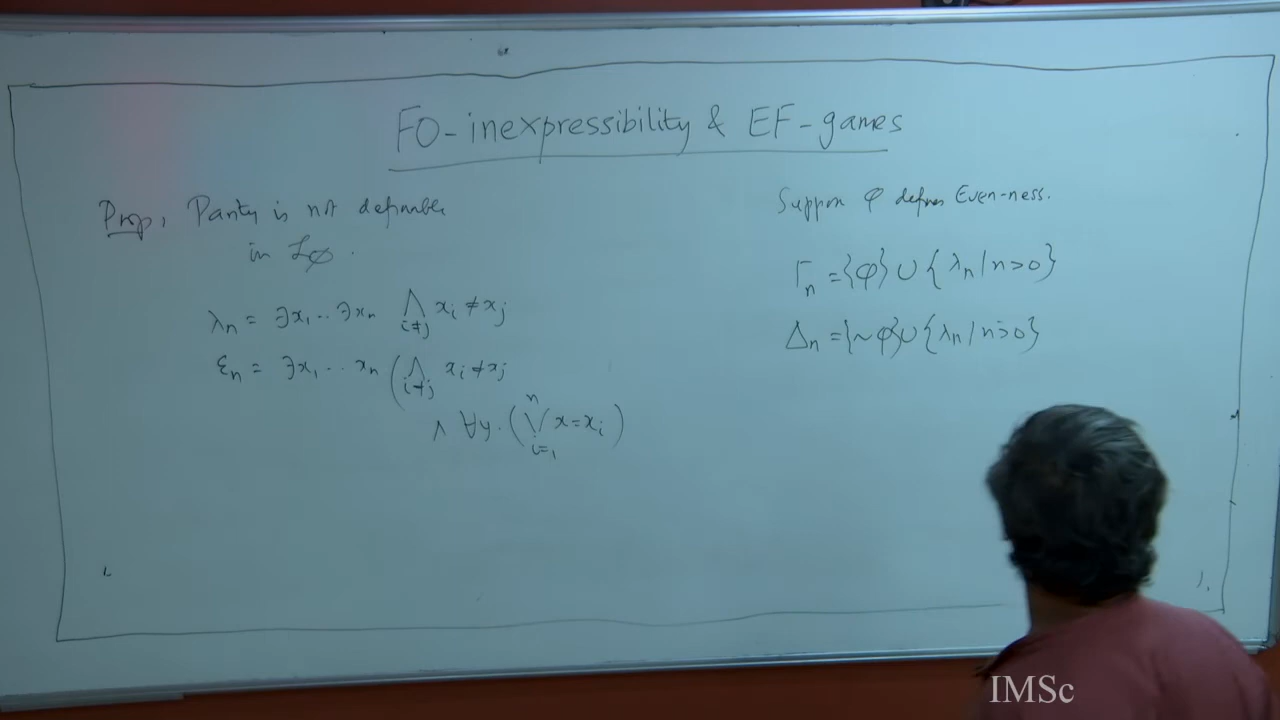 FO-inexpressibility & EF-games
Prop. Parity is not definable
in L∅.
λn = ∃x1 .. ∃xn ⋀i≠j xi ≠ xj
εn = ∃x1 .. xn (⋀i≠j xi ≠ xj
∧ ∀y. (⋁i=1n x = xi)
Suppose φ defines Even-ness.
Γn = {φ} ∪ {λn | n>0}
Δn = {~φ} ∪ {λn | n>0}
IMSc